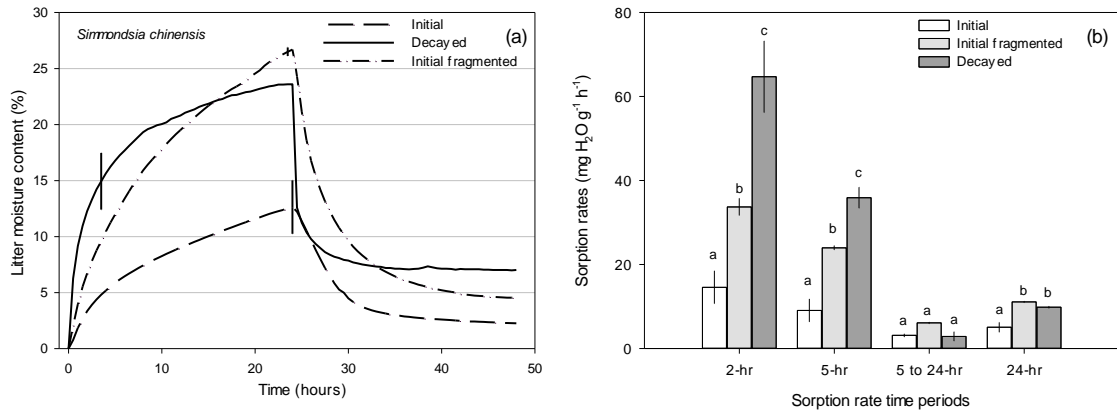 Simmondsia chinensis
(a)
Initial
Decayed
Initial fragmented
30
25
20
15
10
5
0
Litter moisture content (%)
0 10 20 30 40 50
Time (hours)
(b)
Initial
Initial fragmented
Decayed
80
60
40
20
0
Sorption rates (mg H₂O g⁻¹ h⁻¹)
a b c
a b c
a a a
a b b
2-hr 5-hr 5 to 24-hr 24-hr
Sorption rate time periods